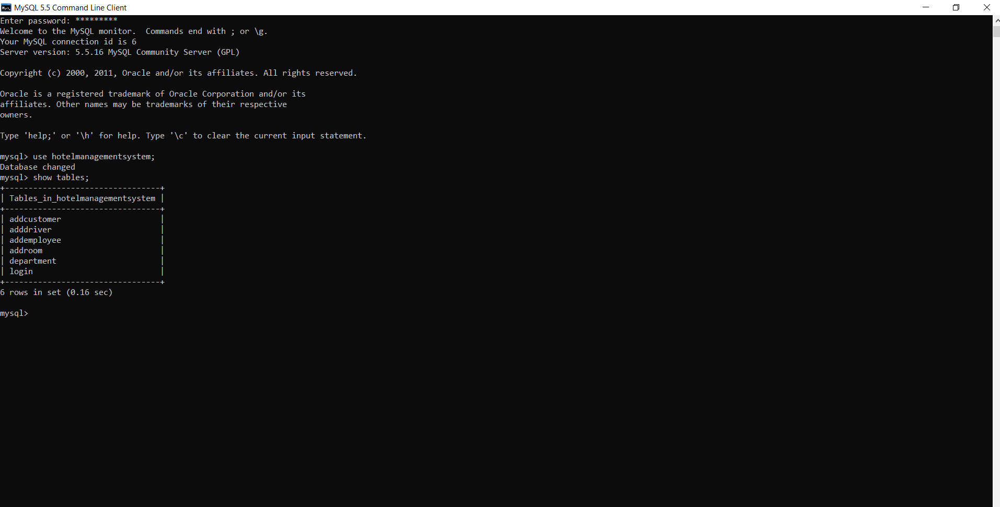 MySQL 5.5 Command Line Client
Enter password: *********
Welcome to the MySQL monitor.  Commands end with ; or \g.
Your MySQL connection id is 6
Server version: 5.5.16 MySQL Community Server (GPL)
Copyright (c) 2000, 2011, Oracle and/or its affiliates. All rights reserved.
Oracle is a registered trademark of Oracle Corporation and/or its
affiliates. Other names may be trademarks of their respective
owners.
Type 'help;' or '\h' for help. Type '\c' to clear the current input statement.
mysql> use hotelmanagementsystem;
Database changed
mysql> show tables;
+---------------------------------+
| Tables_in_hotelmanagementsystem |
+---------------------------------+
| addcustomer                     |
| adddriver                       |
| addemployee                     |
| addroom                         |
| department                      |
| login                           |
+---------------------------------+
6 rows in set (0.16 sec)
mysql>